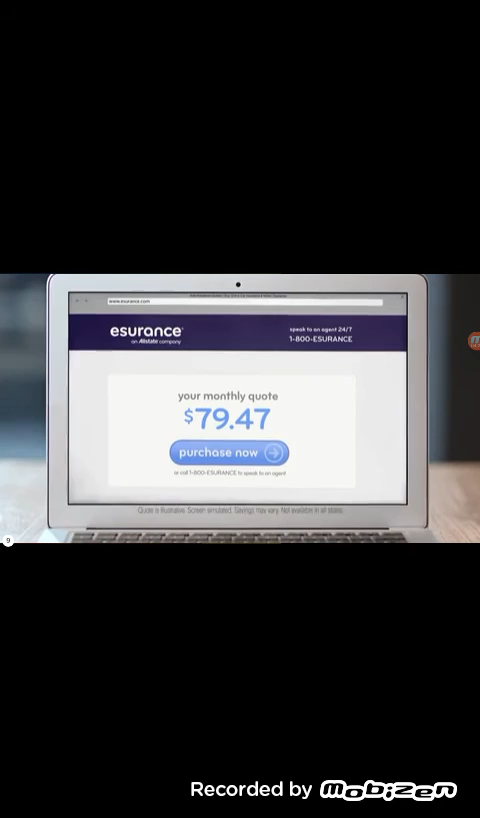 www.esurance.com
esurance®
an Allstate company
speak to an agent 24/7
1-800-ESURANCE
your monthly quote
$79.47
purchase now
or call 1-800-ESURANCE to speak to an agent
Quote is illustrative. Screen simulated. Savings may vary. Not available in all states.
9
Recorded by mobizen